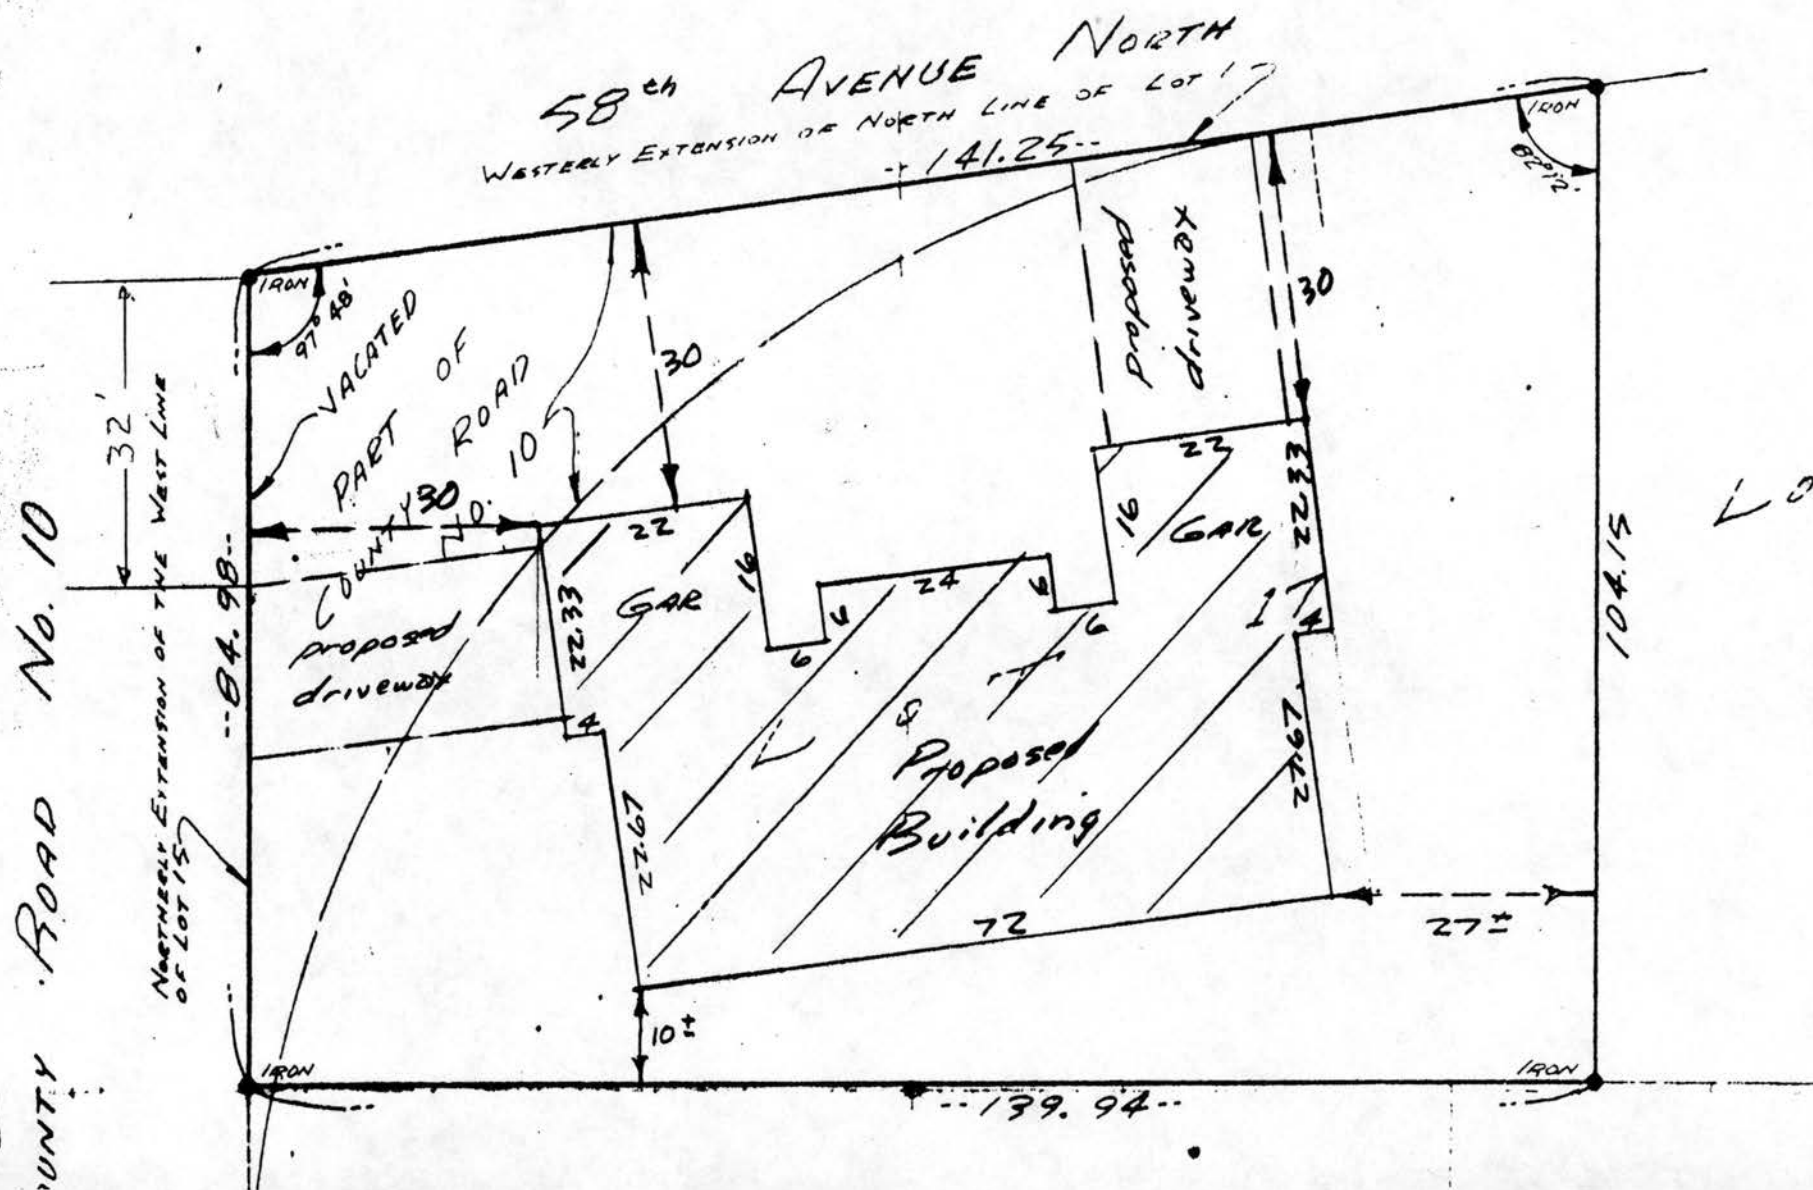 58th AVENUE NORTH
WESTERLY EXTENSION OF NORTH LINE OF LOT 1
141.25--
IRON
97° 48'
VACATED
PART OF
COUNTY ROAD
NO. 10
IRON
82°12'
32'
30
30
30
proposed
driveway
proposed
driveway
NORTHERLY EXTENSION OF THE WEST LINE
OF LOT 15
--84.98--
COUNTY ROAD No. 10
22
GAR
16
22.33
4
22.67
6
6
24
6
6
16
22
GAR
22.33
17
4
27.67
L
Proposed
Building
72
27±
10±
104.15
LO
IRON
IRON
--139.94--